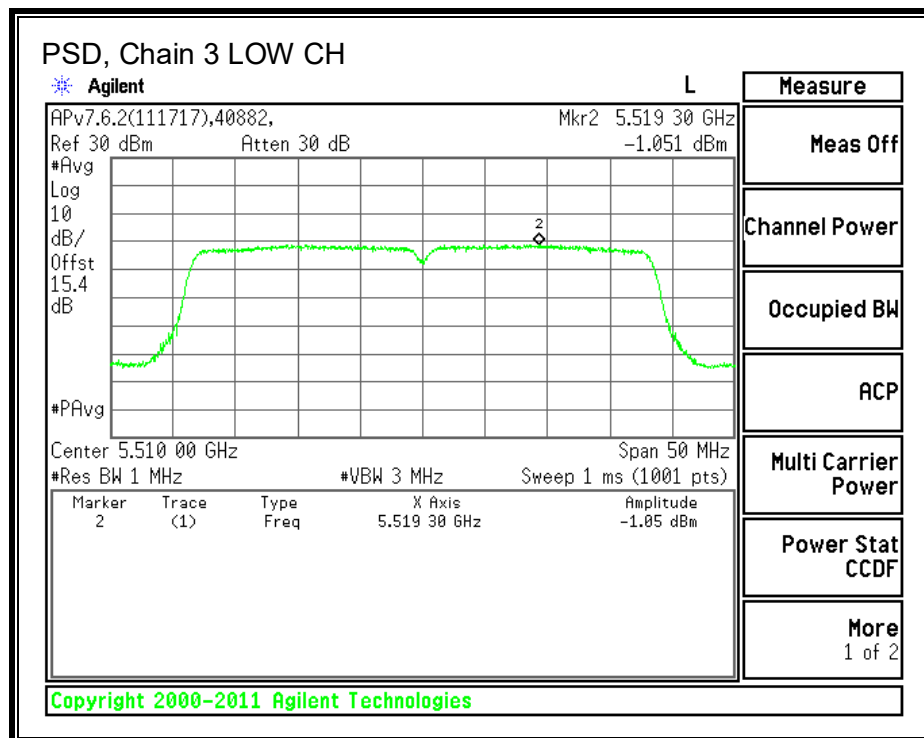 PSD, Chain 3 LOW CH
Agilent L
APv7.6.2(111717),40882, Mkr2 5.519 30 GHz
Ref 30 dBm Atten 30 dB -1.051 dBm
#Avg
Log
10
dB/
Offst
15.4
dB
#PAvg
2
Center 5.510 00 GHz Span 50 MHz
#Res BW 1 MHz #VBW 3 MHz Sweep 1 ms (1001 pts)
Marker Trace Type X Axis Amplitude
2 (1) Freq 5.519 30 GHz -1.05 dBm
Measure
Meas Off
Channel Power
Occupied BW
ACP
Multi Carrier
Power
Power Stat
CCDF
More
1 of 2
Copyright 2000-2011 Agilent Technologies